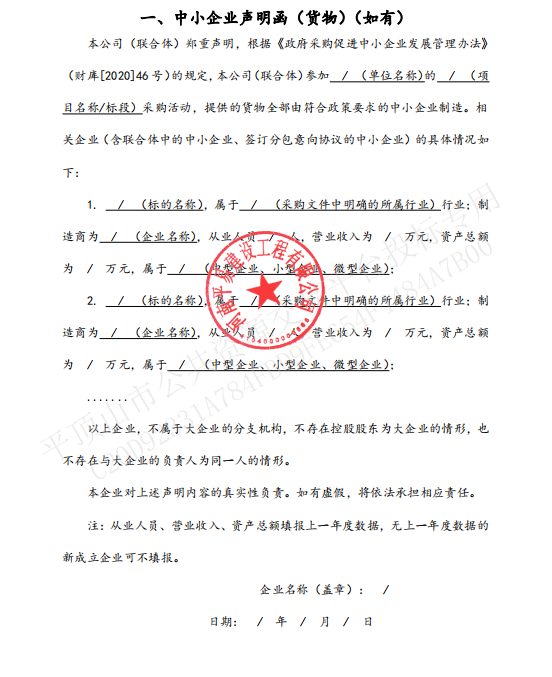 一、中小企业声明函（货物）（如有）
本公司（联合体）郑重声明，根据《政府采购促进中小企业发展管理办法》
（财库[2020]46 号）的规定，本公司（联合体）参加　/　（单位名称）的　/　（项
目名称/标段）采购活动，提供的货物全部由符合政策要求的中小企业制造。相
关企业（含联合体中的中小企业、签订分包意向协议的中小企业）的具体情况如
下：
1.　/　（标的名称），属于　/　（采购文件中明确的所属行业）行业；制
造商为　/　（企业名称），从业人员　/　人，营业收入为　/　万元，资产总额
为　/　万元，属于　/　（中型企业、小型企业、微型企业）；
2.　/　（标的名称），属于　/　（采购文件中明确的所属行业）行业；制
造商为　/　（企业名称），从业人员　/　人，营业收入为　/　万元，资产总额
为　/　万元，属于　/　（中型企业、小型企业、微型企业）；
.......
以上企业，不属于大企业的分支机构，不存在控股股东为大企业的情形，也
不存在与大企业的负责人为同一人的情形。
本企业对上述声明内容的真实性负责。如有虚假，将依法承担相应责任。
注：从业人员、营业收入、资产总额填报上一年度数据，无上一年度数据的
新成立企业可不填报。
企业名称（盖章）：　/
日期：　/　年　/　月　/　日